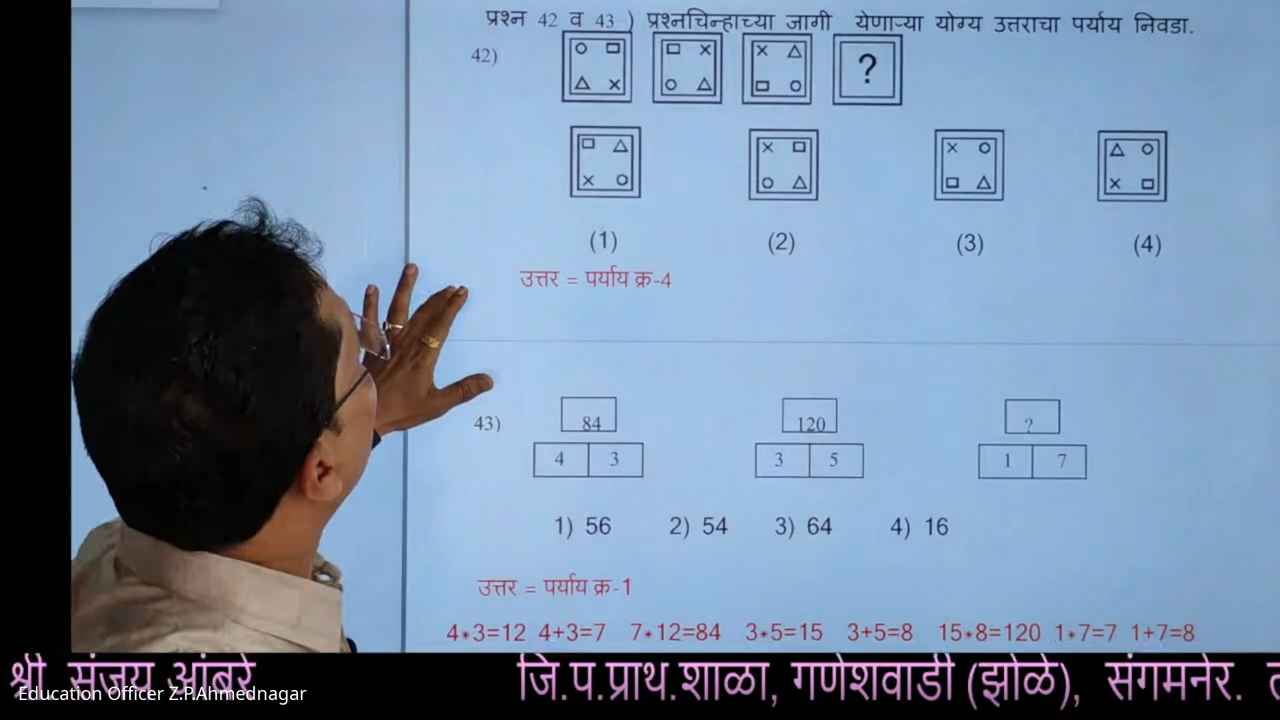 प्रश्न 42 व 43 ) प्रश्नचिन्हाच्या जागी येणाऱ्या योग्य उत्तराचा पर्याय निवडा.
42)
?
(1) (2) (3) (4)
उत्तर = पर्याय क्र-4
43)
84 120 ?
4 3 3 5 1 7
1) 56 2) 54 3) 64 4) 16
उत्तर = पर्याय क्र-1
4*3=12 4+3=7 7*12=84 3*5=15 3+5=8 15*8=120 1*7=7 1+7=8
श्री. संजय आंबरे जि.प.प्राथ.शाळा, गणेशवाडी (झोळे), संगमनेर.
Education Officer Z.P.Ahmednagar